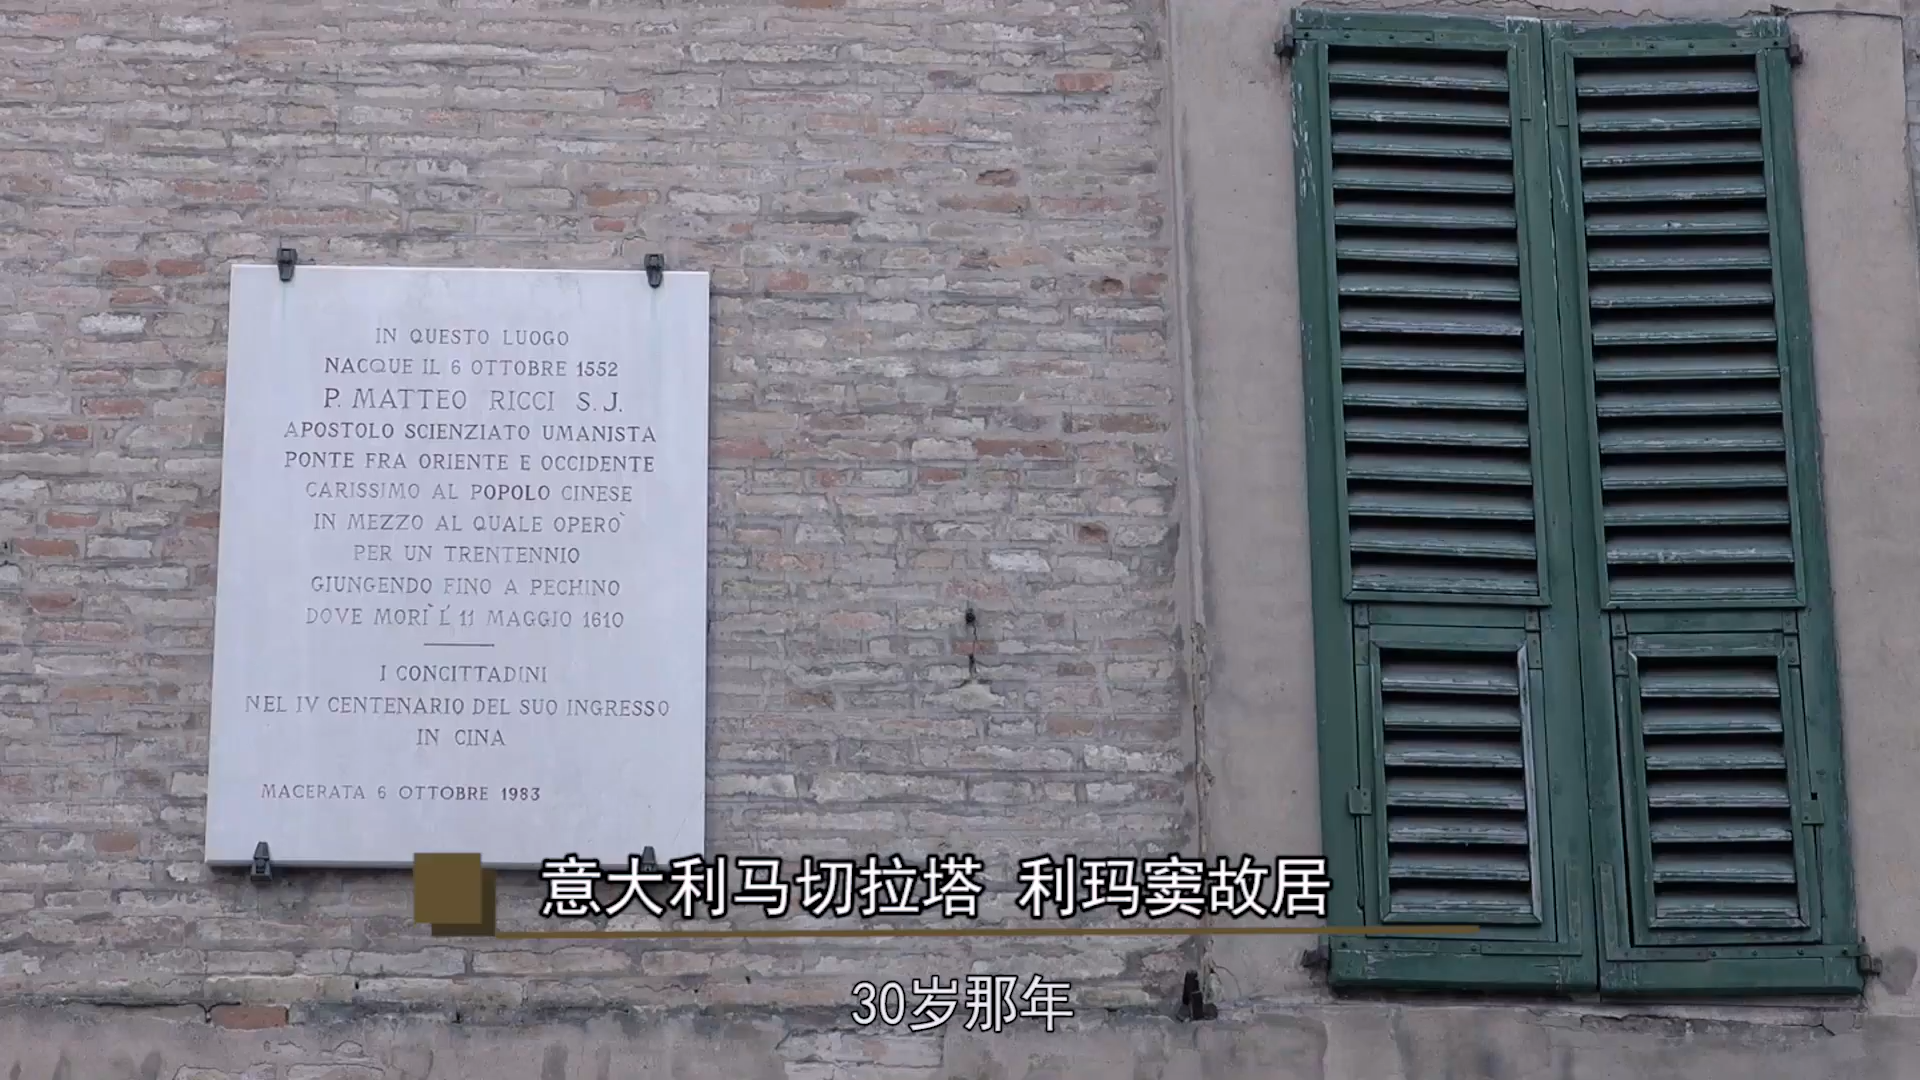 IN QUESTO LUOGO
NACQUE IL 6 OTTOBRE 1552
P. MATTEO RICCI S. J.
APOSTOLO SCIENZIATO UMANISTA
PONTE FRA ORIENTE E OCCIDENTE
CARISSIMO AL POPOLO CINESE
IN MEZZO AL QUALE OPERO`
PER UN TRENTENNIO
GIUNGENDO FINO A PECHINO
DOVE MORÌ L' 11 MAGGIO 1610
I CONCITTADINI
NEL IV CENTENARIO DEL SUO INGRESSO
IN CINA
MACERATA 6 OTTOBRE 1983
意大利马切拉塔 利玛窦故居
30岁那年